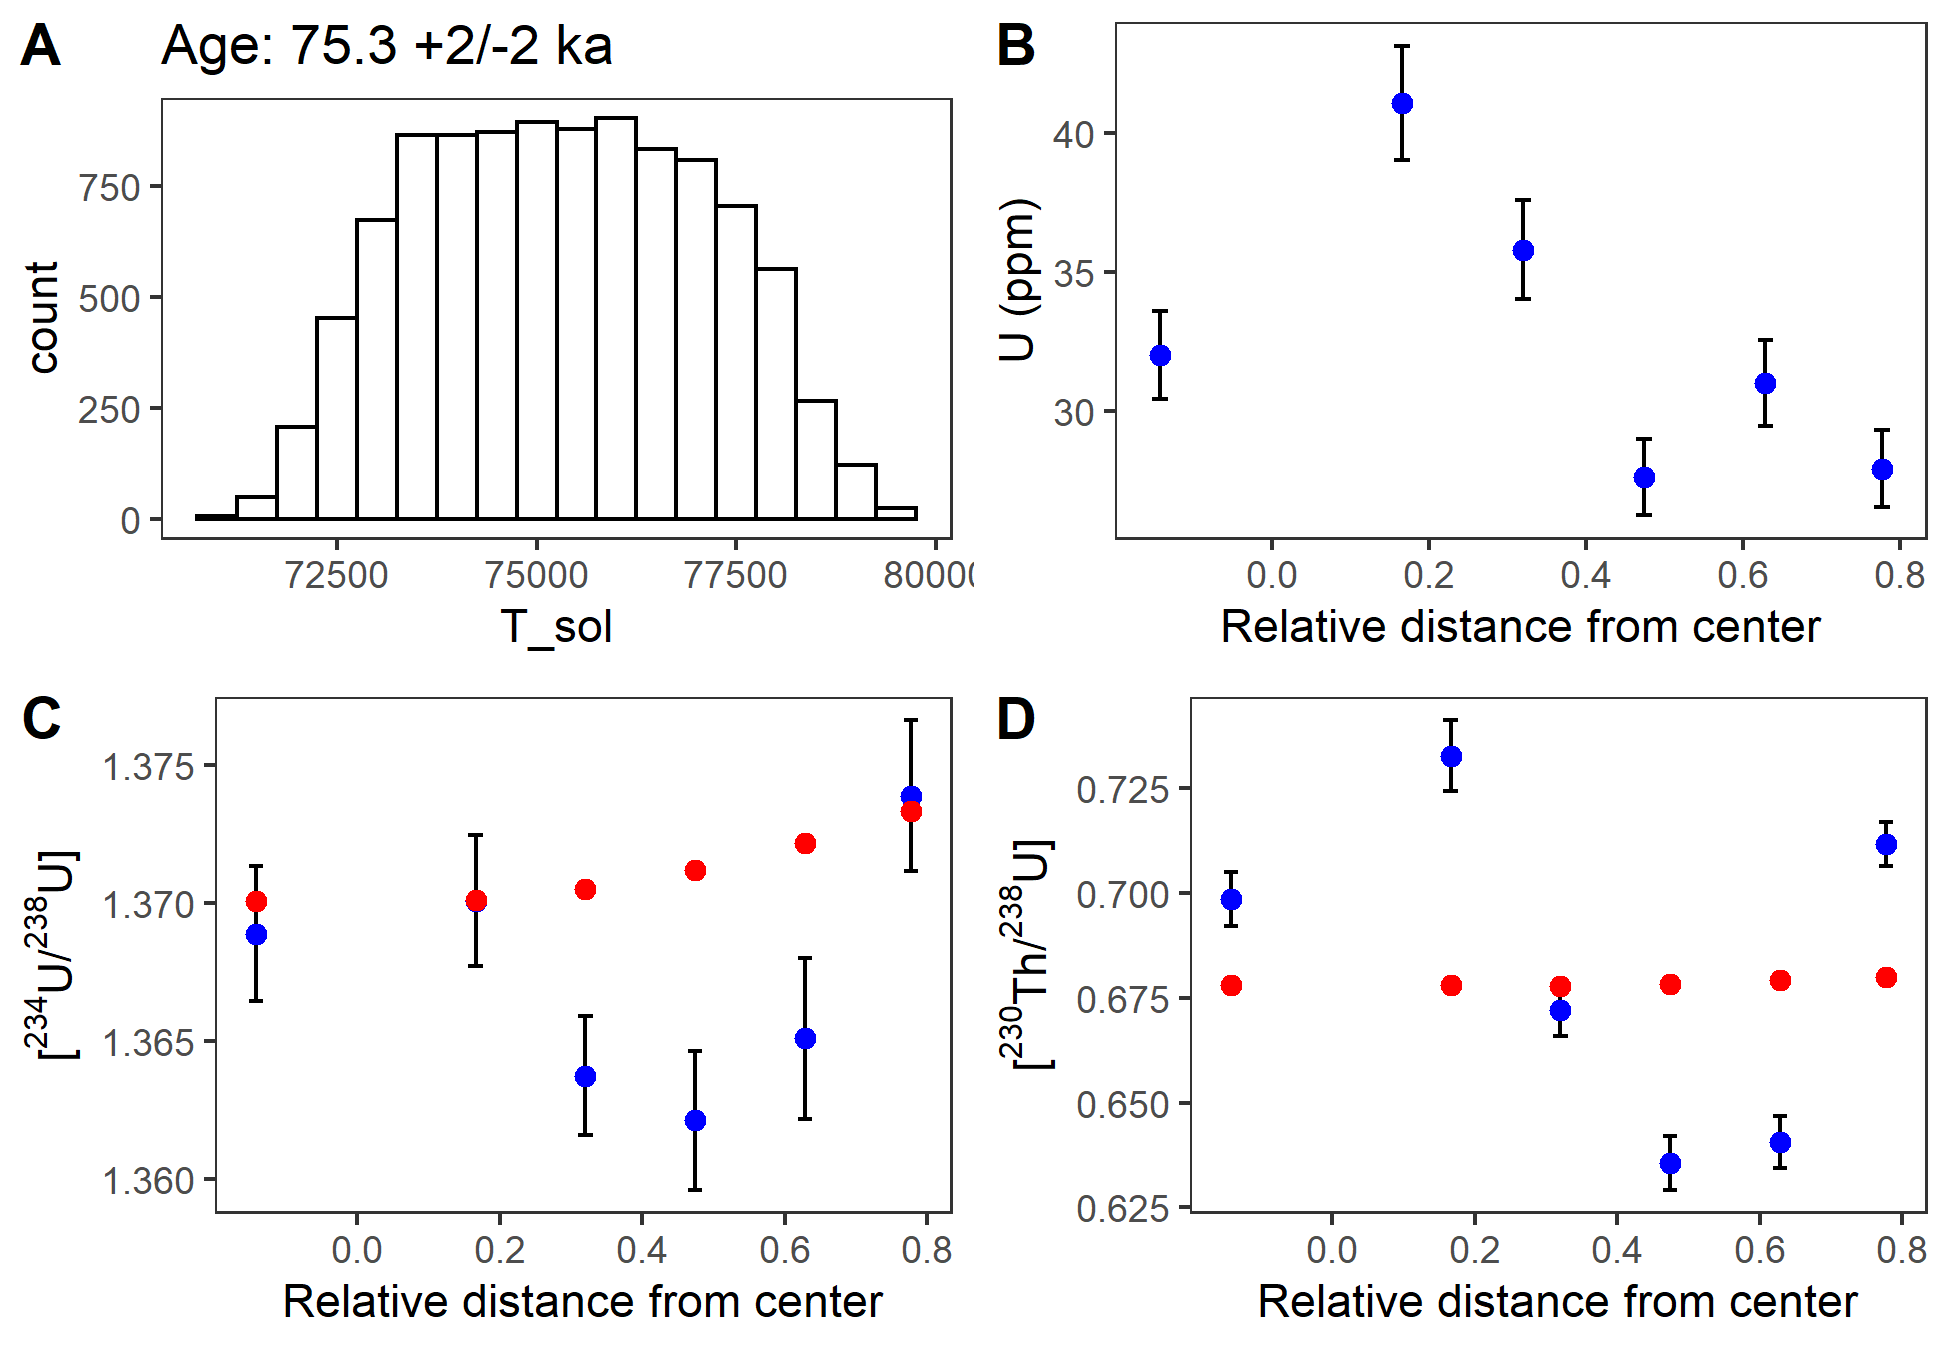 A
Age: 75.3 +2/-2 ka
count
750
500
250
0
72500
75000
77500
8000
T_sol
B
U (ppm)
40
35
30
0.0
0.2
0.4
0.6
0.8
Relative distance from center
C
[²³⁴U/²³⁸U]
1.375
1.370
1.365
1.360
0.0
0.2
0.4
0.6
0.8
Relative distance from center
D
[²³⁰Th/²³⁸U]
0.725
0.700
0.675
0.650
0.625
0.0
0.2
0.4
0.6
0.8
Relative distance from center